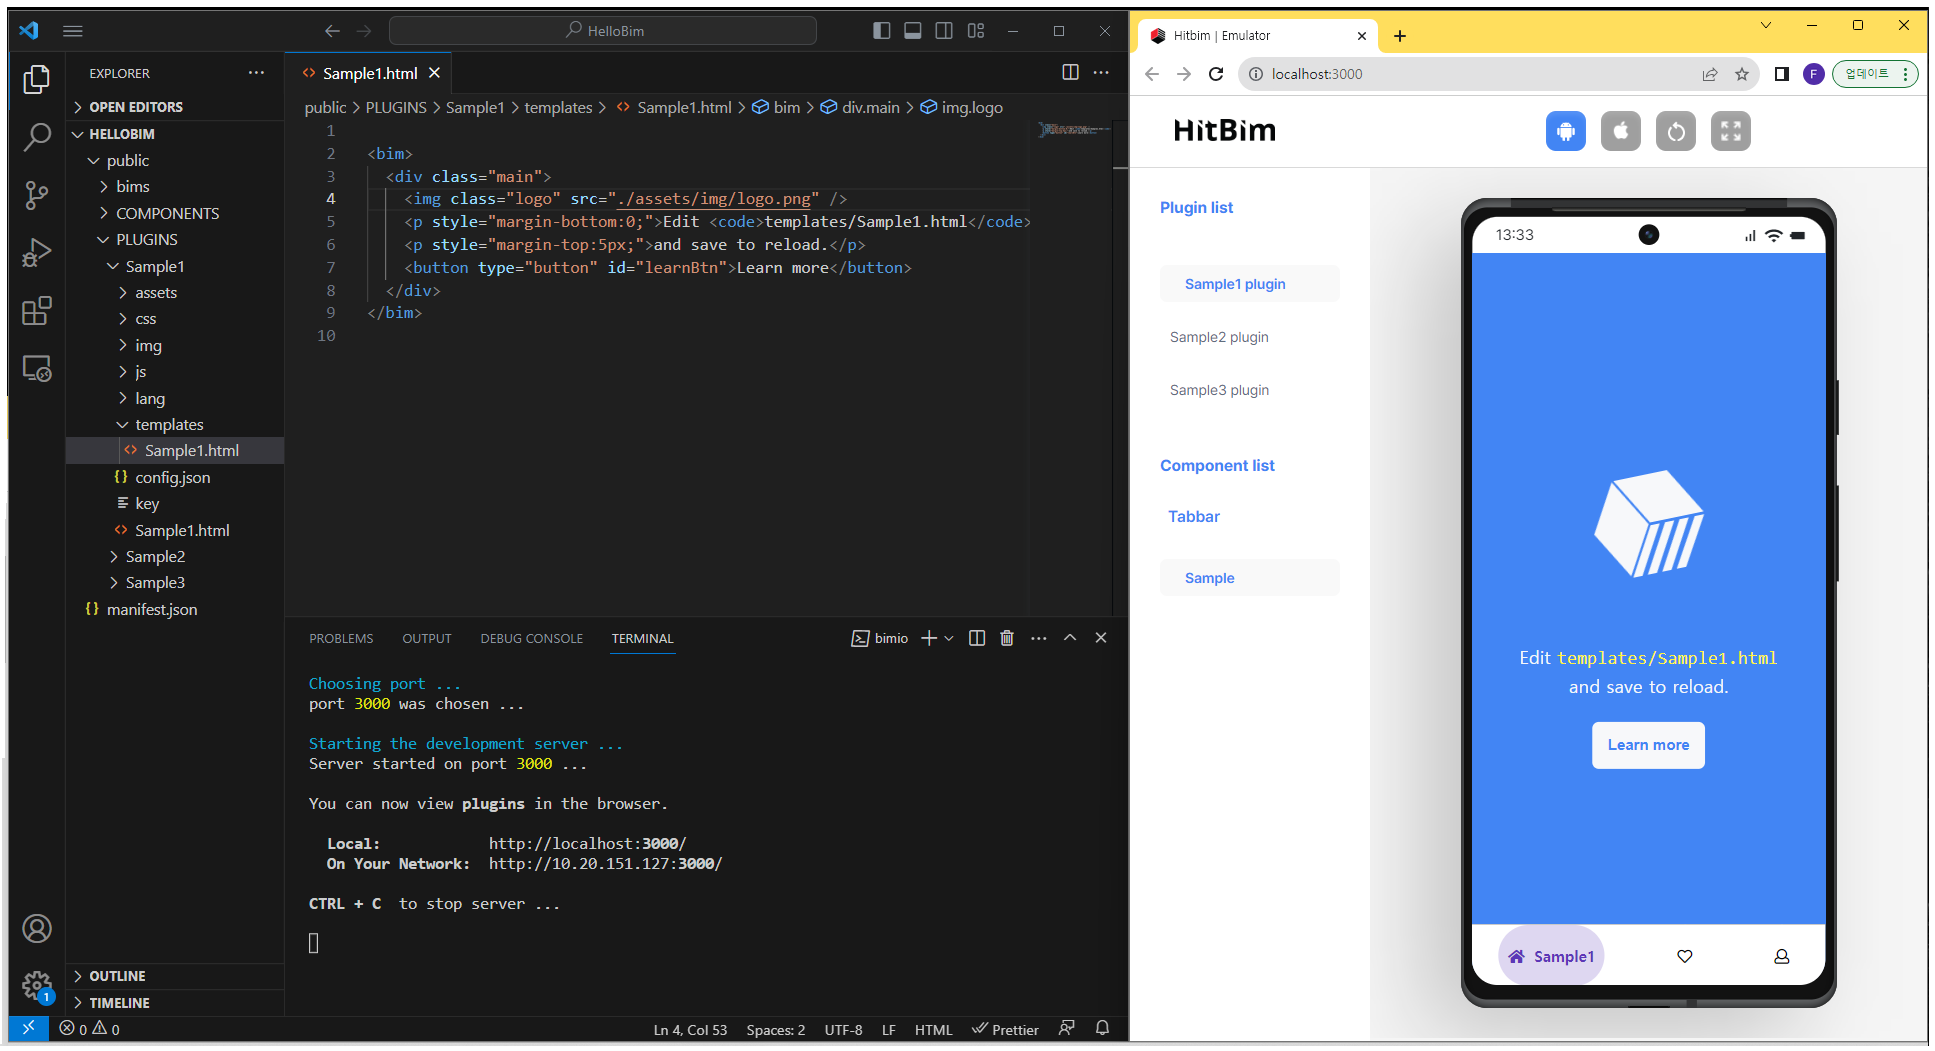 HelloBim
EXPLORER
OPEN EDITORS
HELLOBIM
public
bims
COMPONENTS
PLUGINS
Sample1
assets
css
img
js
lang
templates
Sample1.html
config.json
key
Sample1.html
Sample2
Sample3
manifest.json
OUTLINE
TIMELINE
Sample1.html
public > PLUGINS > Sample1 > templates > Sample1.html > bim > div.main > img.logo
1
2 <bim>
3 <div class="main">
4 <img class="logo" src="./assets/img/logo.png" />
5 <p style="margin-bottom:0;">Edit <code>templates/Sample1.html</code>
6 <p style="margin-top:5px;">and save to reload.</p>
7 <button type="button" id="learnBtn">Learn more</button>
8 </div>
9 </bim>
10
PROBLEMS OUTPUT DEBUG CONSOLE TERMINAL bimio
Choosing port ...
port 3000 was chosen ...
Starting the development server ...
Server started on port 3000 ...
You can now view plugins in the browser.
Local: http://localhost:3000/
On Your Network: http://10.20.151.127:3000/
CTRL + C to stop server ...
1
0 0 Ln 4, Col 53 Spaces: 2 UTF-8 LF HTML Prettier
Hitbim | Emulator
localhost:3000 F 업데이트
HitBim
Plugin list
Sample1 plugin
Sample2 plugin
Sample3 plugin
Component list
Tabbar
Sample
13:33
Edit templates/Sample1.html
and save to reload.
Learn more
Sample1